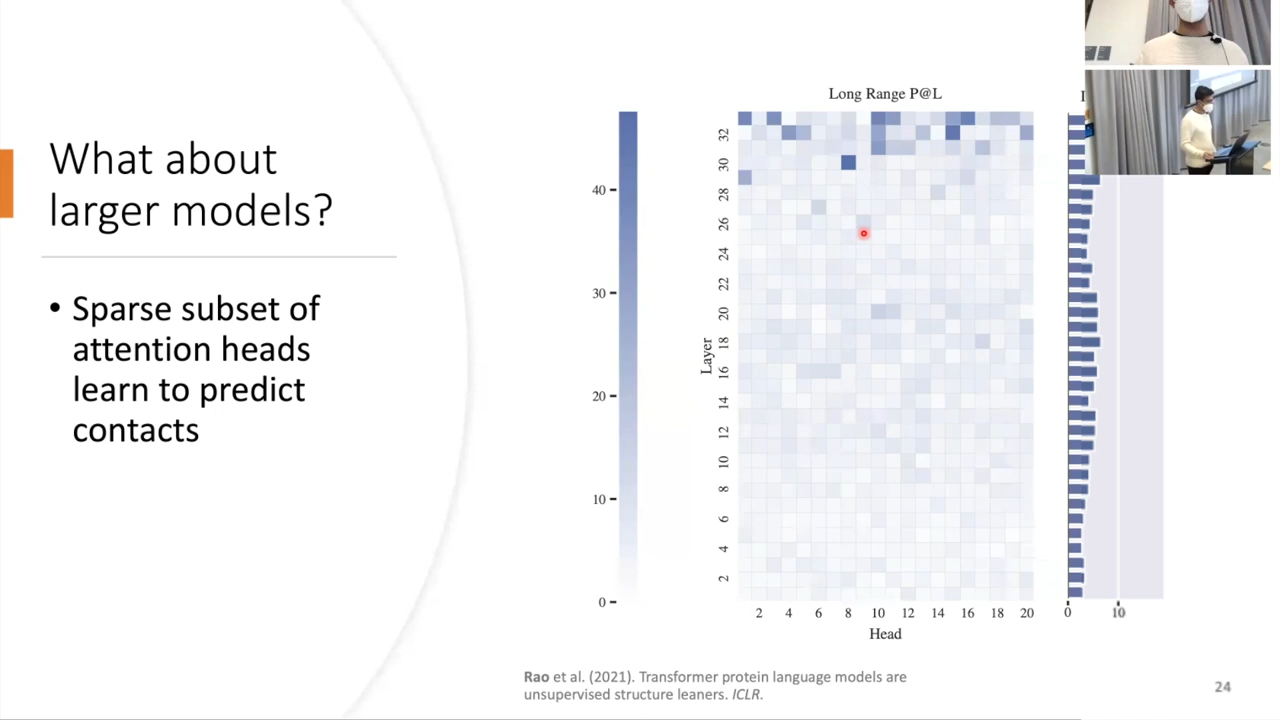 What about
larger models?
• Sparse subset of
attention heads
learn to predict
contacts
Long Range P@L
40
30
20
10
0
Layer
32
30
28
26
24
22
20
18
16
14
12
10
8
6
4
2
2 4 6 8 10 12 14 16 18 20
Head
0 10
Rao et al. (2021). Transformer protein language models are
unsupervised structure leaners. ICLR.
24